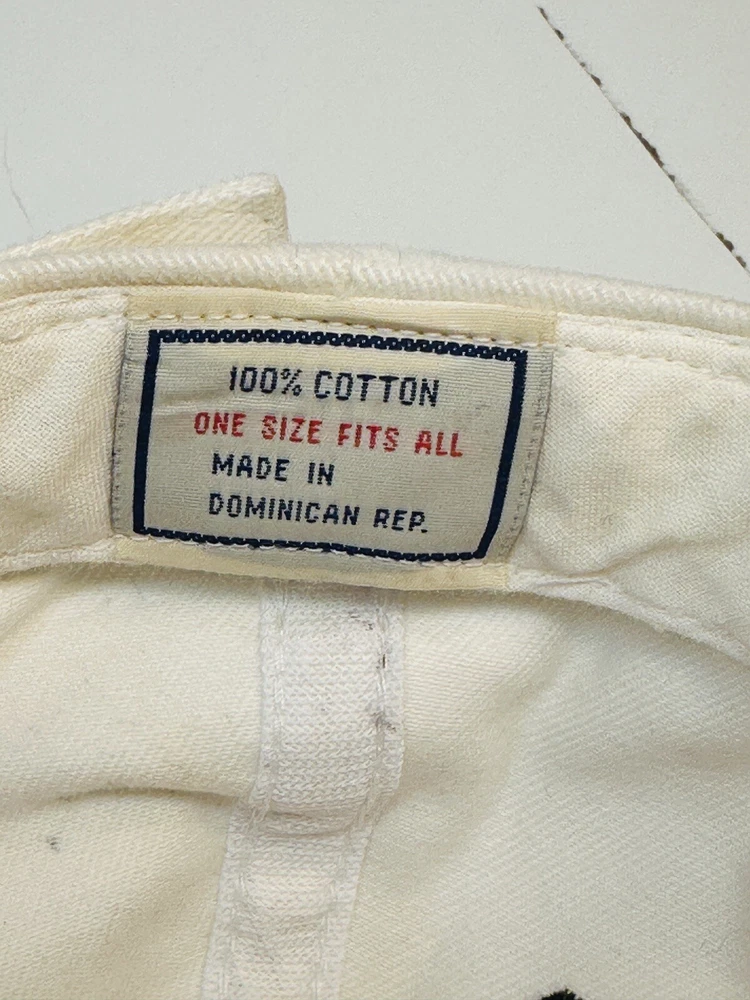 100% COTTON
ONE SIZE FITS ALL
MADE IN
DOMINICAN REP.